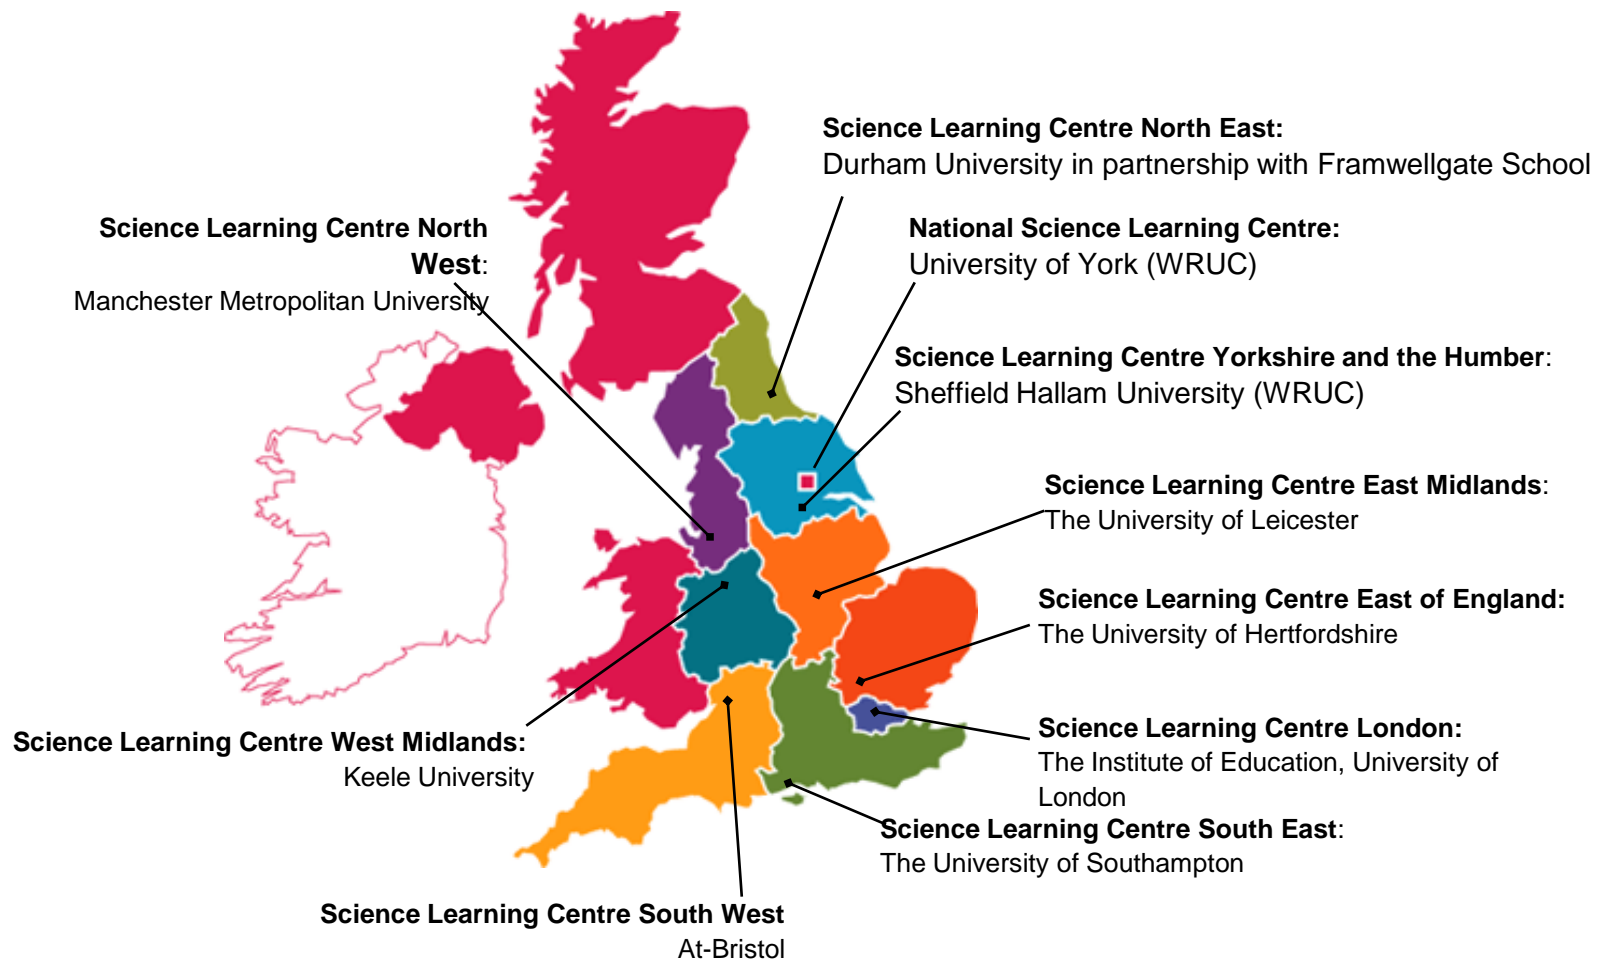 Science Learning Centre North East:
Durham University in partnership with Framwellgate School
Science Learning Centre North
West:
Manchester Metropolitan University
National Science Learning Centre:
University of York (WRUC)
Science Learning Centre Yorkshire and the Humber:
Sheffield Hallam University (WRUC)
Science Learning Centre East Midlands:
The University of Leicester
Science Learning Centre East of England:
The University of Hertfordshire
Science Learning Centre West Midlands:
Keele University
Science Learning Centre London:
The Institute of Education, University of
London
Science Learning Centre South East:
The University of Southampton
Science Learning Centre South West
At-Bristol